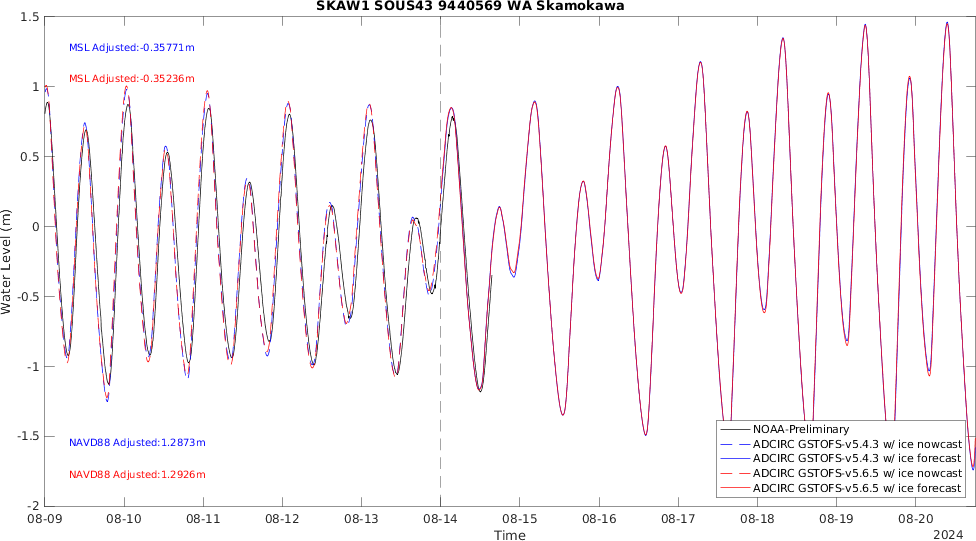 SKAW1 SOUS43 9440569 WA Skamokawa
MSL Adjusted:-0.35771m
MSL Adjusted:-0.35236m
NAVD88 Adjusted:1.2873m
NAVD88 Adjusted:1.2926m
Water Level (m)
1.5
1
0.5
0
-0.5
-1
-1.5
-2
NOAA-Preliminary
ADCIRC GSTOFS-v5.4.3 w/ ice nowcast
ADCIRC GSTOFS-v5.4.3 w/ ice forecast
ADCIRC GSTOFS-v5.6.5 w/ ice nowcast
ADCIRC GSTOFS-v5.6.5 w/ ice forecast
08-09 08-10 08-11 08-12 08-13 08-14 08-15 08-16 08-17 08-18 08-19 08-20
Time
2024